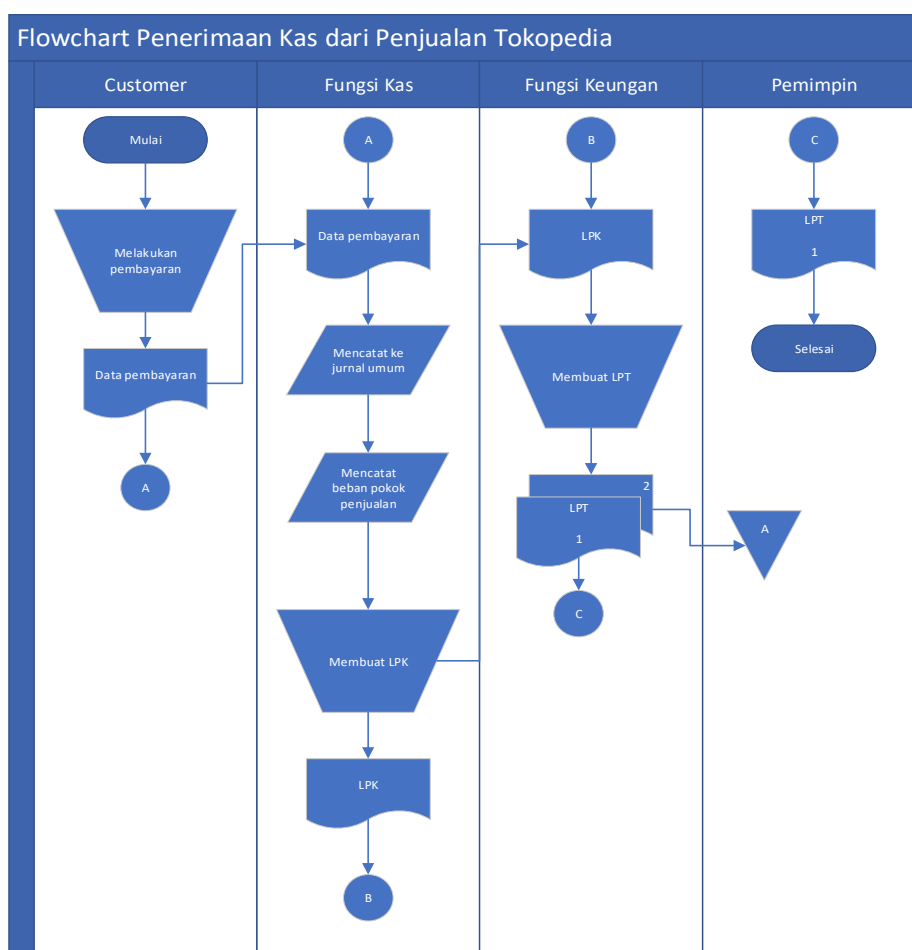 Flowchart Penerimaan Kas dari Penjualan Tokopedia
Customer
Fungsi Kas
Fungsi Keungan
Pemimpin
Mulai
Melakukan
pembayaran
Data pembayaran
A
A
Data pembayaran
Mencatat ke
jurnal umum
Mencatat
beban pokok
penjualan
Membuat LPK
LPK
B
B
LPK
Membuat LPT
2
LPT
1
C
C
LPT
1
Selesai
A